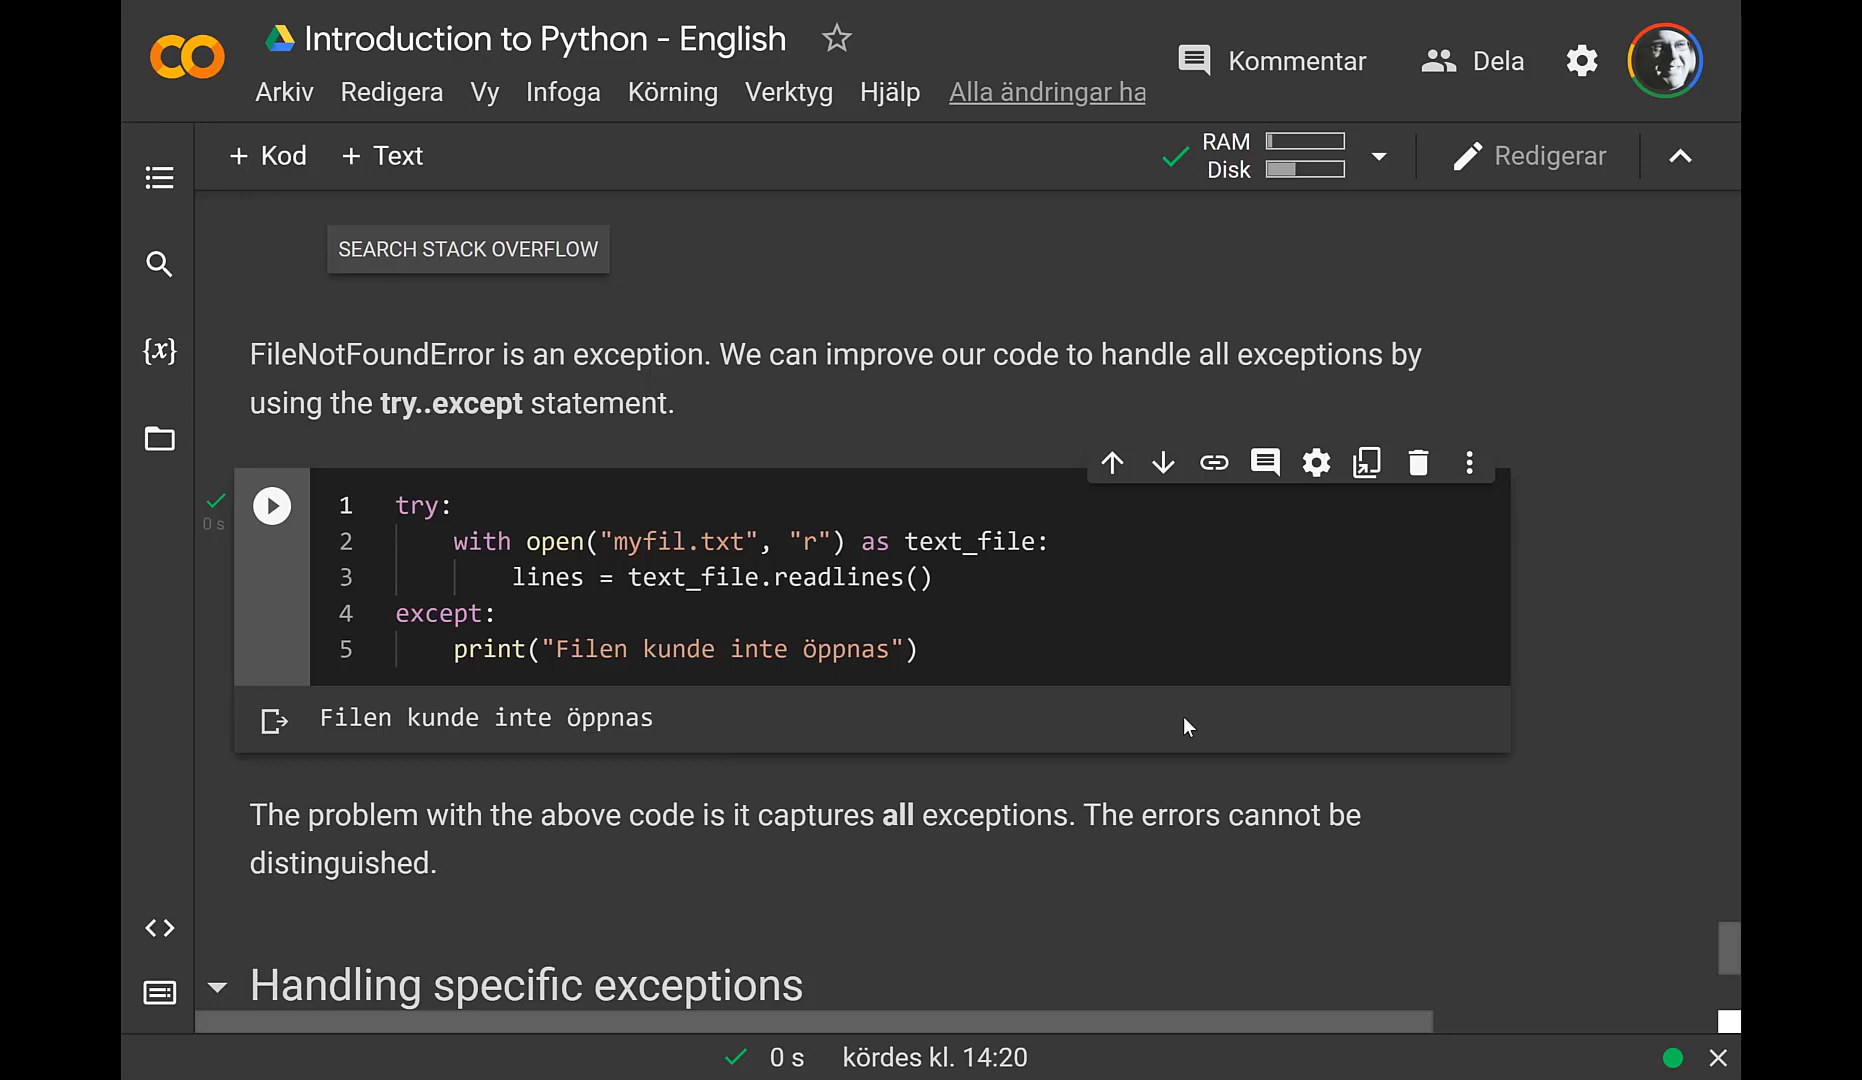 Introduction to Python - English
Kommentar
Dela
Arkiv Redigera Vy Infoga Körning Verktyg Hjälp Alla ändringar ha
+ Kod + Text
RAM
Disk
Redigerar
SEARCH STACK OVERFLOW
{x}
FileNotFoundError is an exception. We can improve our code to handle all exceptions by
using the try..except statement.
0 s
1 try:
2 with open("myfil.txt", "r") as text_file:
3 lines = text_file.readlines()
4 except:
5 print("Filen kunde inte öppnas")
Filen kunde inte öppnas
The problem with the above code is it captures all exceptions. The errors cannot be
distinguished.
Handling specific exceptions
0 s kördes kl. 14:20